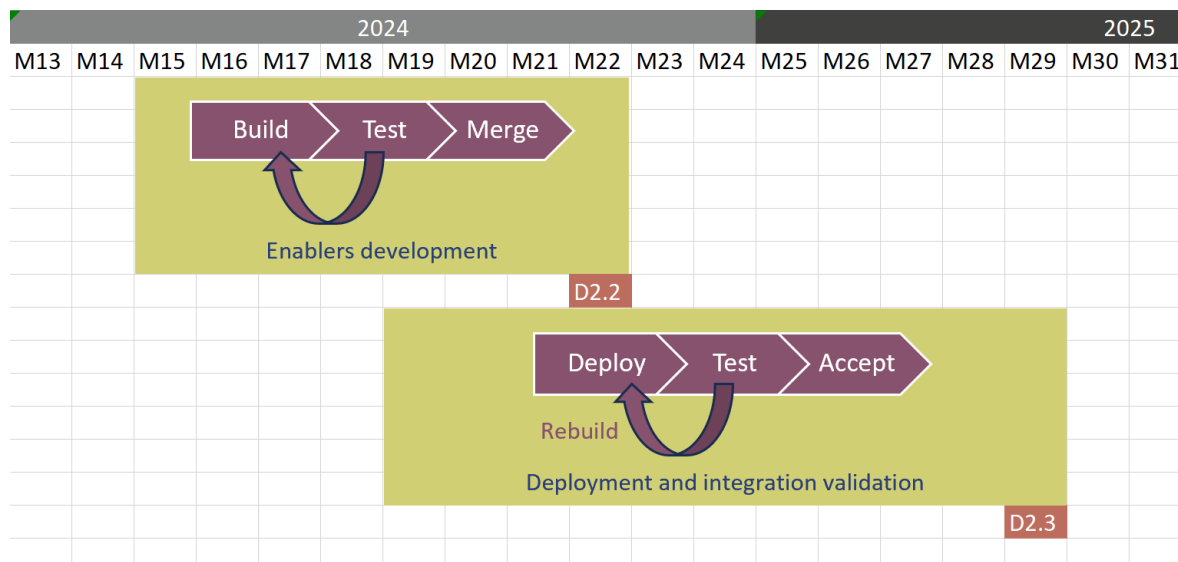 2024 2025
M13 M14 M15 M16 M17 M18 M19 M20 M21 M22 M23 M24 M25 M26 M27 M28 M29 M30 M31
Build Test Merge
Enablers development
D2.2
Deploy Test Accept
Rebuild
Deployment and integration validation
D2.3